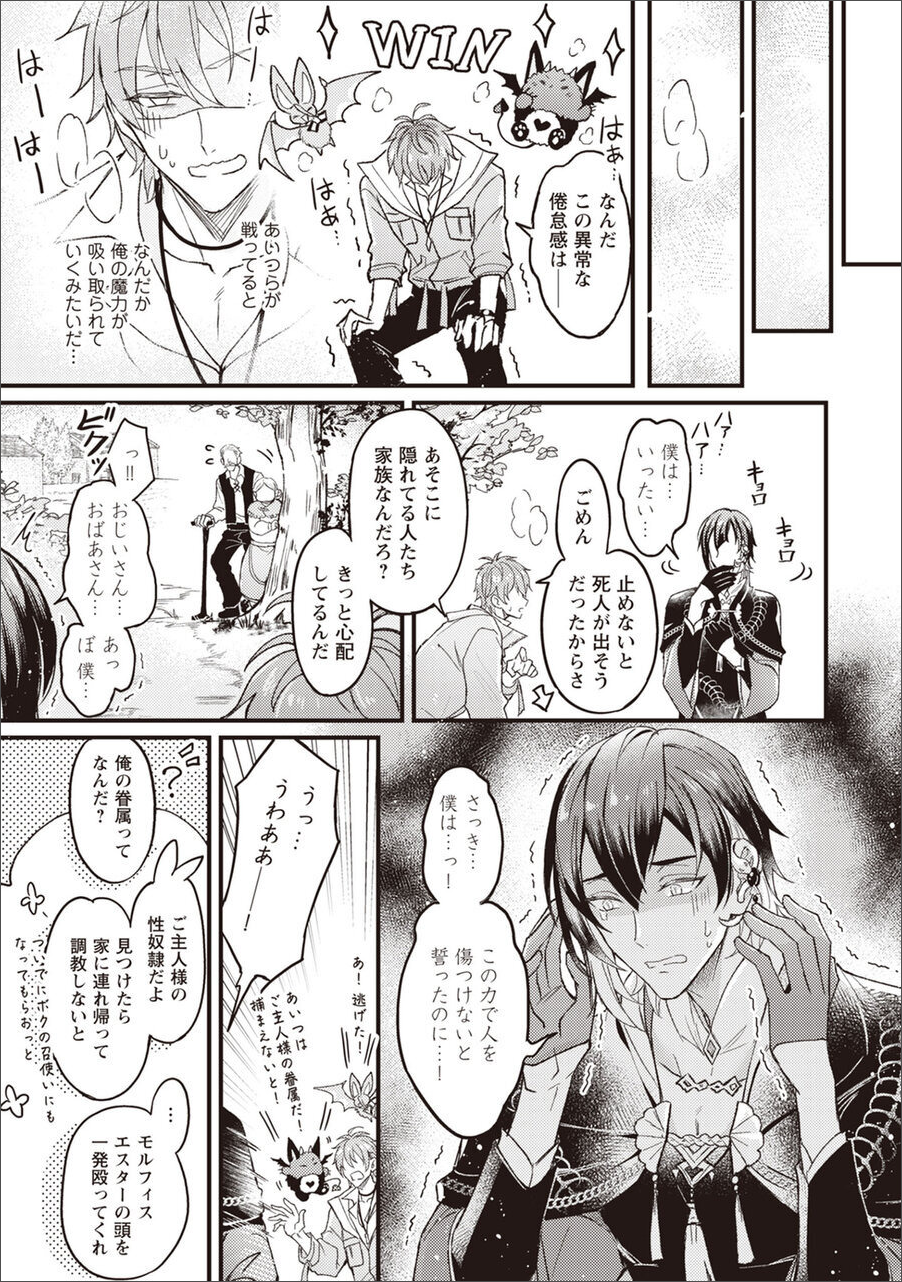 WIN
はぁ…
なんだ
この異常な
倦怠感は──
はぁ
あいつらが
戦ってると
なんだか
俺の魔力が
吸い取られて
いくみたいだ…
はーはー
ハァ
ハァ…
僕は…
いったい…
キョロ
キョロ
ごめん
止めないと
死人が出そう
だったからさ
あそこに
隠れてる人たち
家族なんだろ?
きっと心配
してるんだ
ビクッ
っ!!
おじいさん…
おばあさん…
あっ
ぼ 僕…
さっき…
僕は…っ!
この力で人を
傷つけないと
誓ったのに…!
うっ…
うわああ──!
あ!逃げた!
あいつは
ご主人様の眷属だ!
捕まえないと!
俺の眷属って
なんだ?
?
ご主人様の
性奴隷だよ
見つけたら
家に連れ帰って
調教しないと
ついでにボクの召使いにも
なってもらおっと
…
モルフィス
エスターの頭を
一発殴ってくれ